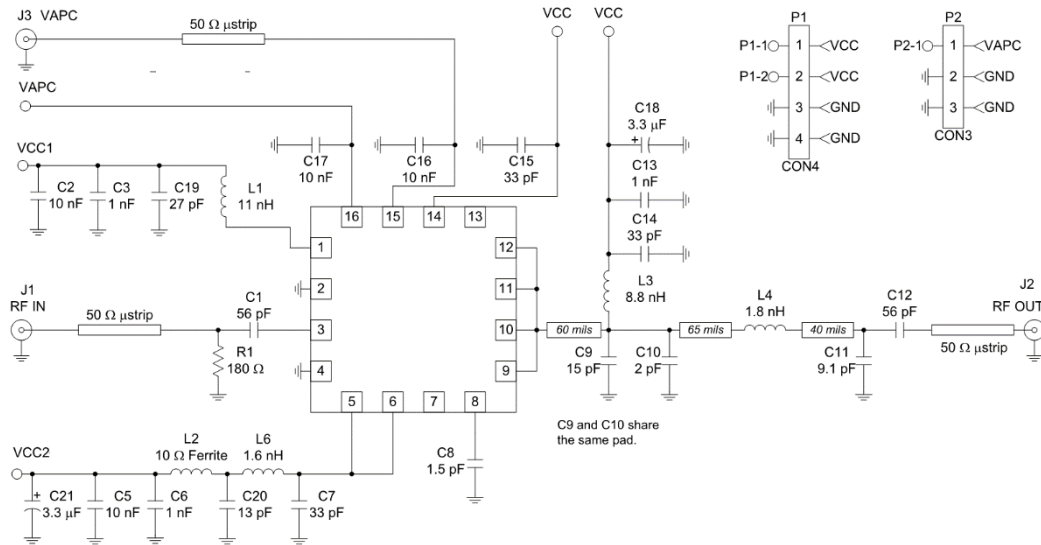 J3 VAPC
50 Ω μstrip
VCC
VCC
P1
P2
P1-1
1
VCC
P1-2
2
VCC
3
GND
4
GND
CON4
P2-1
1
VAPC
2
GND
3
GND
CON3
VAPC
C18
3.3 μF
+
C17
10 nF
C16
10 nF
C15
33 pF
C13
1 nF
C14
33 pF
VCC1
C2
10 nF
C3
1 nF
C19
27 pF
L1
11 nH
16
15
14
13
1
2
3
4
12
11
10
9
5
6
7
8
L3
8.8 nH
J1
RF IN
50 Ω μstrip
C1
56 pF
R1
180 Ω
60 mils
C9
15 pF
C10
2 pF
65 mils
L4
1.8 nH
40 mils
C11
9.1 pF
C12
56 pF
J2
RF OUT
50 Ω μstrip
C9 and C10 share
the same pad.
C8
1.5 pF
VCC2
L2
10 Ω Ferrite
L6
1.6 nH
+
C21
3.3 μF
C5
10 nF
C6
1 nF
C20
13 pF
C7
33 pF